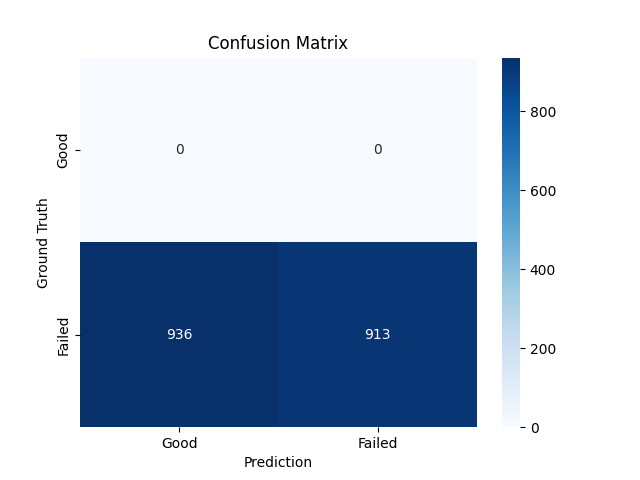 Confusion Matrix
Good
0
0
800
600
Ground Truth
400
Failed
936
913
200
0
Good
Failed
Prediction